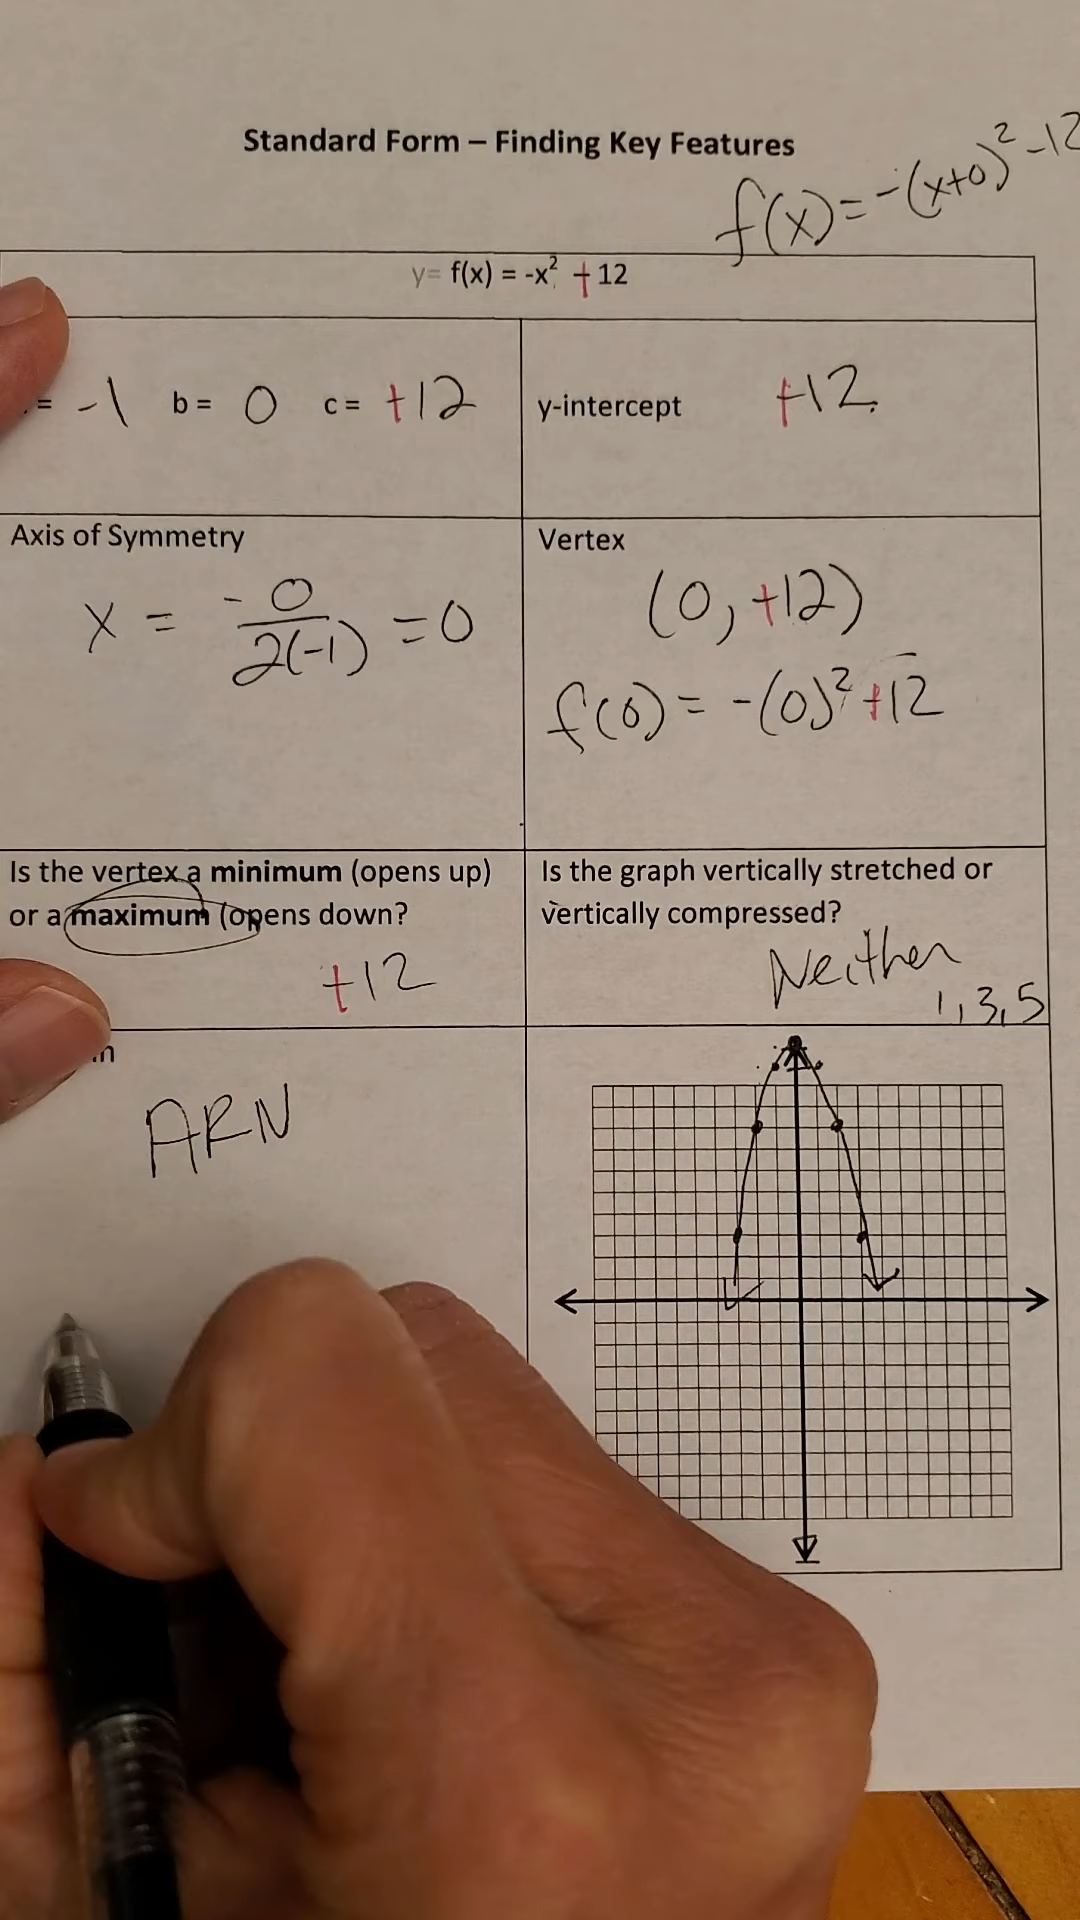 Standard Form – Finding Key Features
f(x) = -(x+0)² -12
y= f(x) = -x² + 12
= -1 b = 0 c = +12
y-intercept +12
Axis of Symmetry
x = -0/2(-1) = 0
Vertex
(0, +12)
f(0) = -(0)² +12
Is the vertex a minimum (opens up)
or a maximum (opens down?
+12
Is the graph vertically stretched or
vertically compressed?
Neither
1, 3, 5
ARN